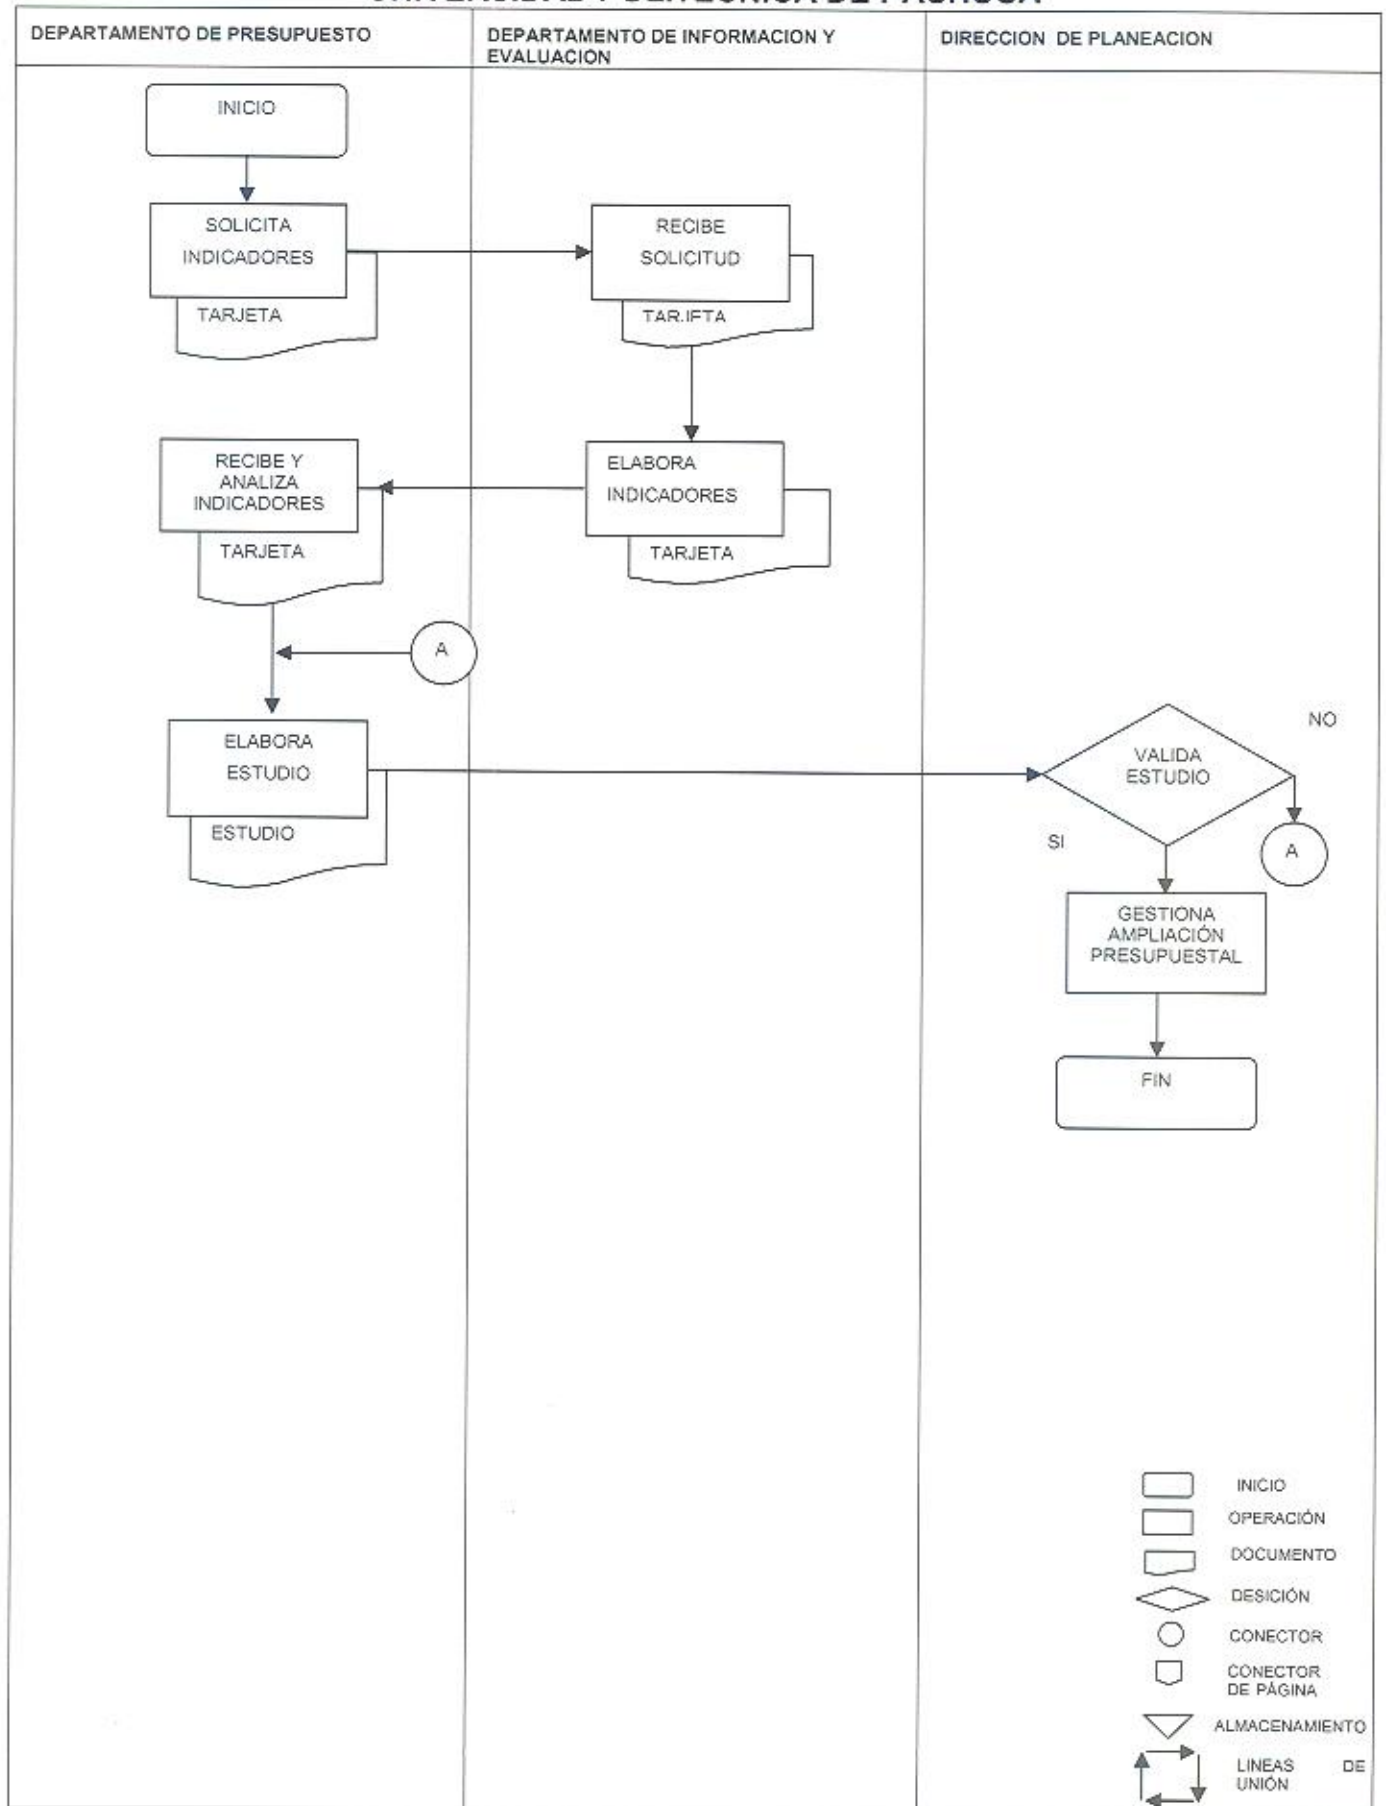 DEPARTAMENTO DE PRESUPUESTO
DEPARTAMENTO DE INFORMACION Y
EVALUACION
DIRECCION DE PLANEACION
INICIO
SOLICITA
INDICADORES
TARJETA
RECIBE
SOLICITUD
TARJETA
RECIBE Y
ANALIZA
INDICADORES
TARJETA
ELABORA
INDICADORES
TARJETA
A
ELABORA
ESTUDIO
ESTUDIO
VALIDA
ESTUDIO
NO
SI
A
GESTIONA
AMPLIACIÓN
PRESUPUESTAL
FIN
INICIO
OPERACIÓN
DOCUMENTO
DESICIÓN
CONECTOR
CONECTOR
DE PÁGINA
ALMACENAMIENTO
LINEAS DE
UNIÓN